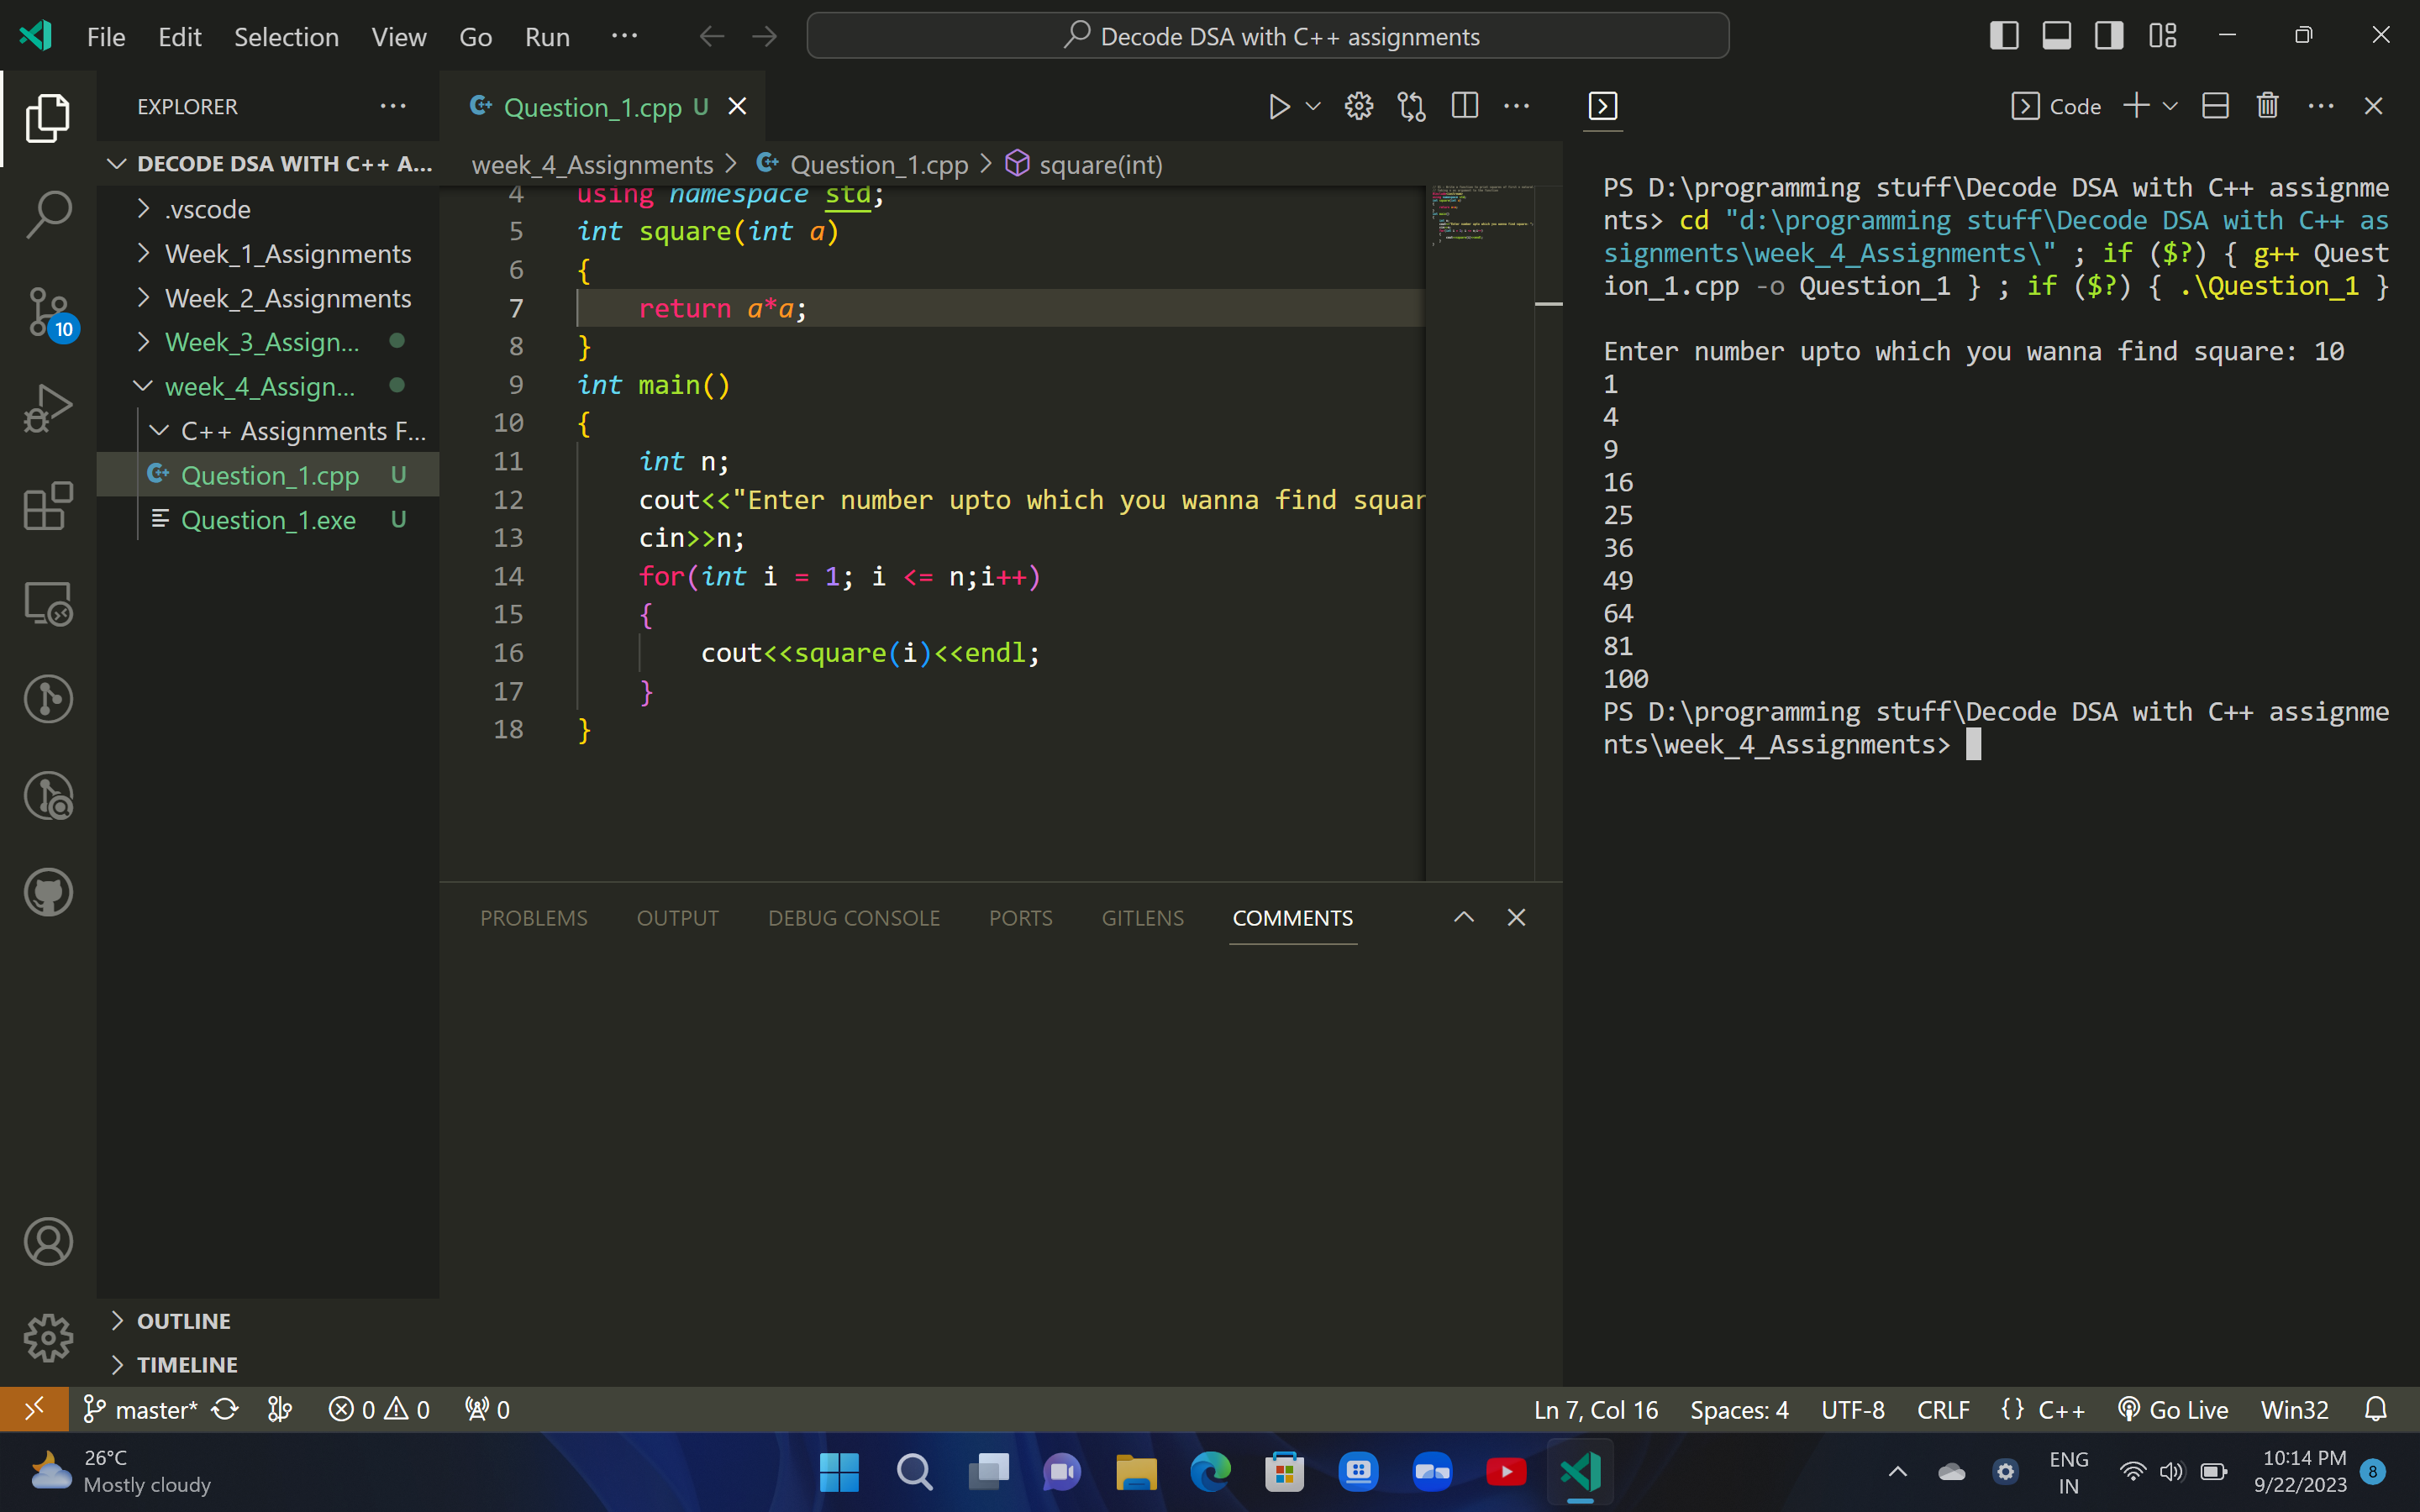 File Edit Selection View Go Run ···
Decode DSA with C++ assignments
EXPLORER
DECODE DSA WITH C++ A...
.vscode
Week_1_Assignments
Week_2_Assignments
Week_3_Assign...
week_4_Assign...
C++ Assignments F...
Question_1.cpp U
Question_1.exe U
OUTLINE
TIMELINE
10
Question_1.cpp U
week_4_Assignments > Question_1.cpp > square(int)
4 using namespace std;
5 int square(int a)
6 {
7 return a*a;
8 }
9 int main()
10 {
11 int n;
12 cout<<"Enter number upto which you wanna find squar
13 cin>>n;
14 for(int i = 1; i <= n;i++)
15 {
16 cout<<square(i)<<endl;
17 }
18 }
PROBLEMS OUTPUT DEBUG CONSOLE PORTS GITLENS COMMENTS
Code
PS D:\programming stuff\Decode DSA with C++ assignme
nts> cd "d:\programming stuff\Decode DSA with C++ as
signments\week_4_Assignments\" ; if ($?) { g++ Quest
ion_1.cpp -o Question_1 } ; if ($?) { .\Question_1 }
Enter number upto which you wanna find square: 10
1
4
9
16
25
36
49
64
81
100
PS D:\programming stuff\Decode DSA with C++ assignme
nts\week_4_Assignments>
master* 0 0 0
Ln 7, Col 16 Spaces: 4 UTF-8 CRLF {} C++ Go Live Win32
26°C
Mostly cloudy
ENG
IN
10:14 PM
9/22/2023
8